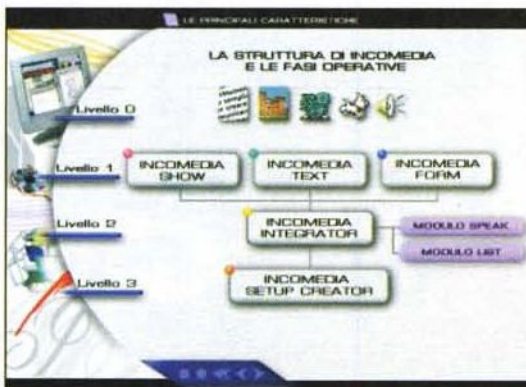 LE PRINCIPALI CARATTERISTICHE
LA STRUTTURA DI INCOMEDIA
E LE FASI OPERATIVE
Livello 0
Livello 1
INCOMEDIA
SHOW
INCOMEDIA
TEXT
INCOMEDIA
FORM
Livello 2
INCOMEDIA
INTEGRATOR
MODULO SPEAK
MODULO LIST
Livello 3
INCOMEDIA
SETUP CREATOR